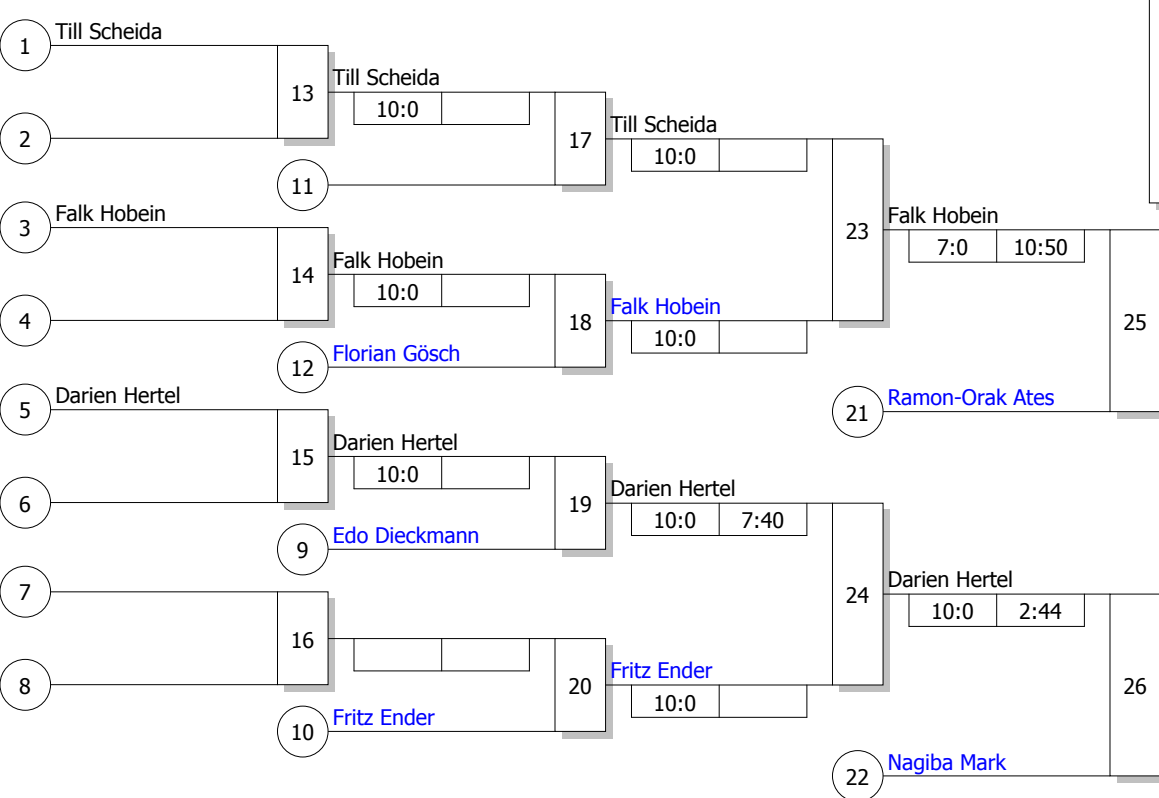 1 Till Scheida
13 Till Scheida
10:0
2
17 Till Scheida
10:0
11
3 Falk Hobein
23 Falk Hobein
7:0 10:50
14 Falk Hobein
10:0
4
18 Falk Hobein
10:0
25
12 Florian Gösch
5 Darien Hertel
21 Ramon-Orak Ates
15 Darien Hertel
10:0
6
19 Darien Hertel
10:0 7:40
9 Edo Dieckmann
7
24 Darien Hertel
10:0 2:44
16
8
20 Fritz Ender
10:0
26
10 Fritz Ender
22 Nagiba Mark